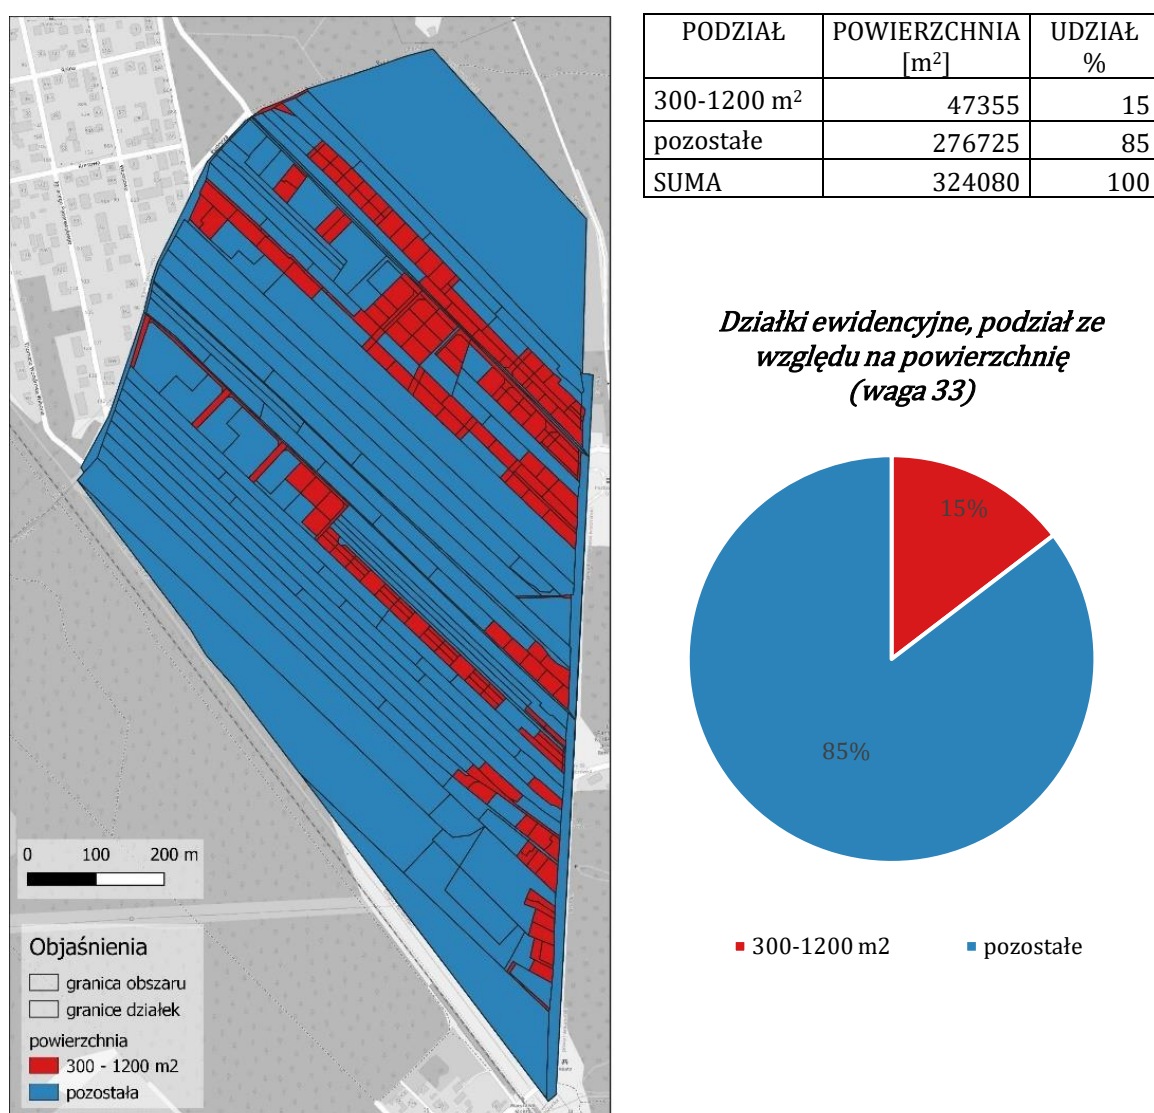 PODZIAŁ POWIERZCHNIA [m²] UDZIAŁ %
300-1200 m² 47355 15
pozostałe 276725 85
SUMA 324080 100
Działki ewidencyjne, podział ze
względu na powierzchnię
(waga 33)
15%
85%
300-1200 m2 pozostałe
0 100 200 m
Objaśnienia
granica obszaru
granice działek
powierzchnia
300 - 1200 m2
pozostała